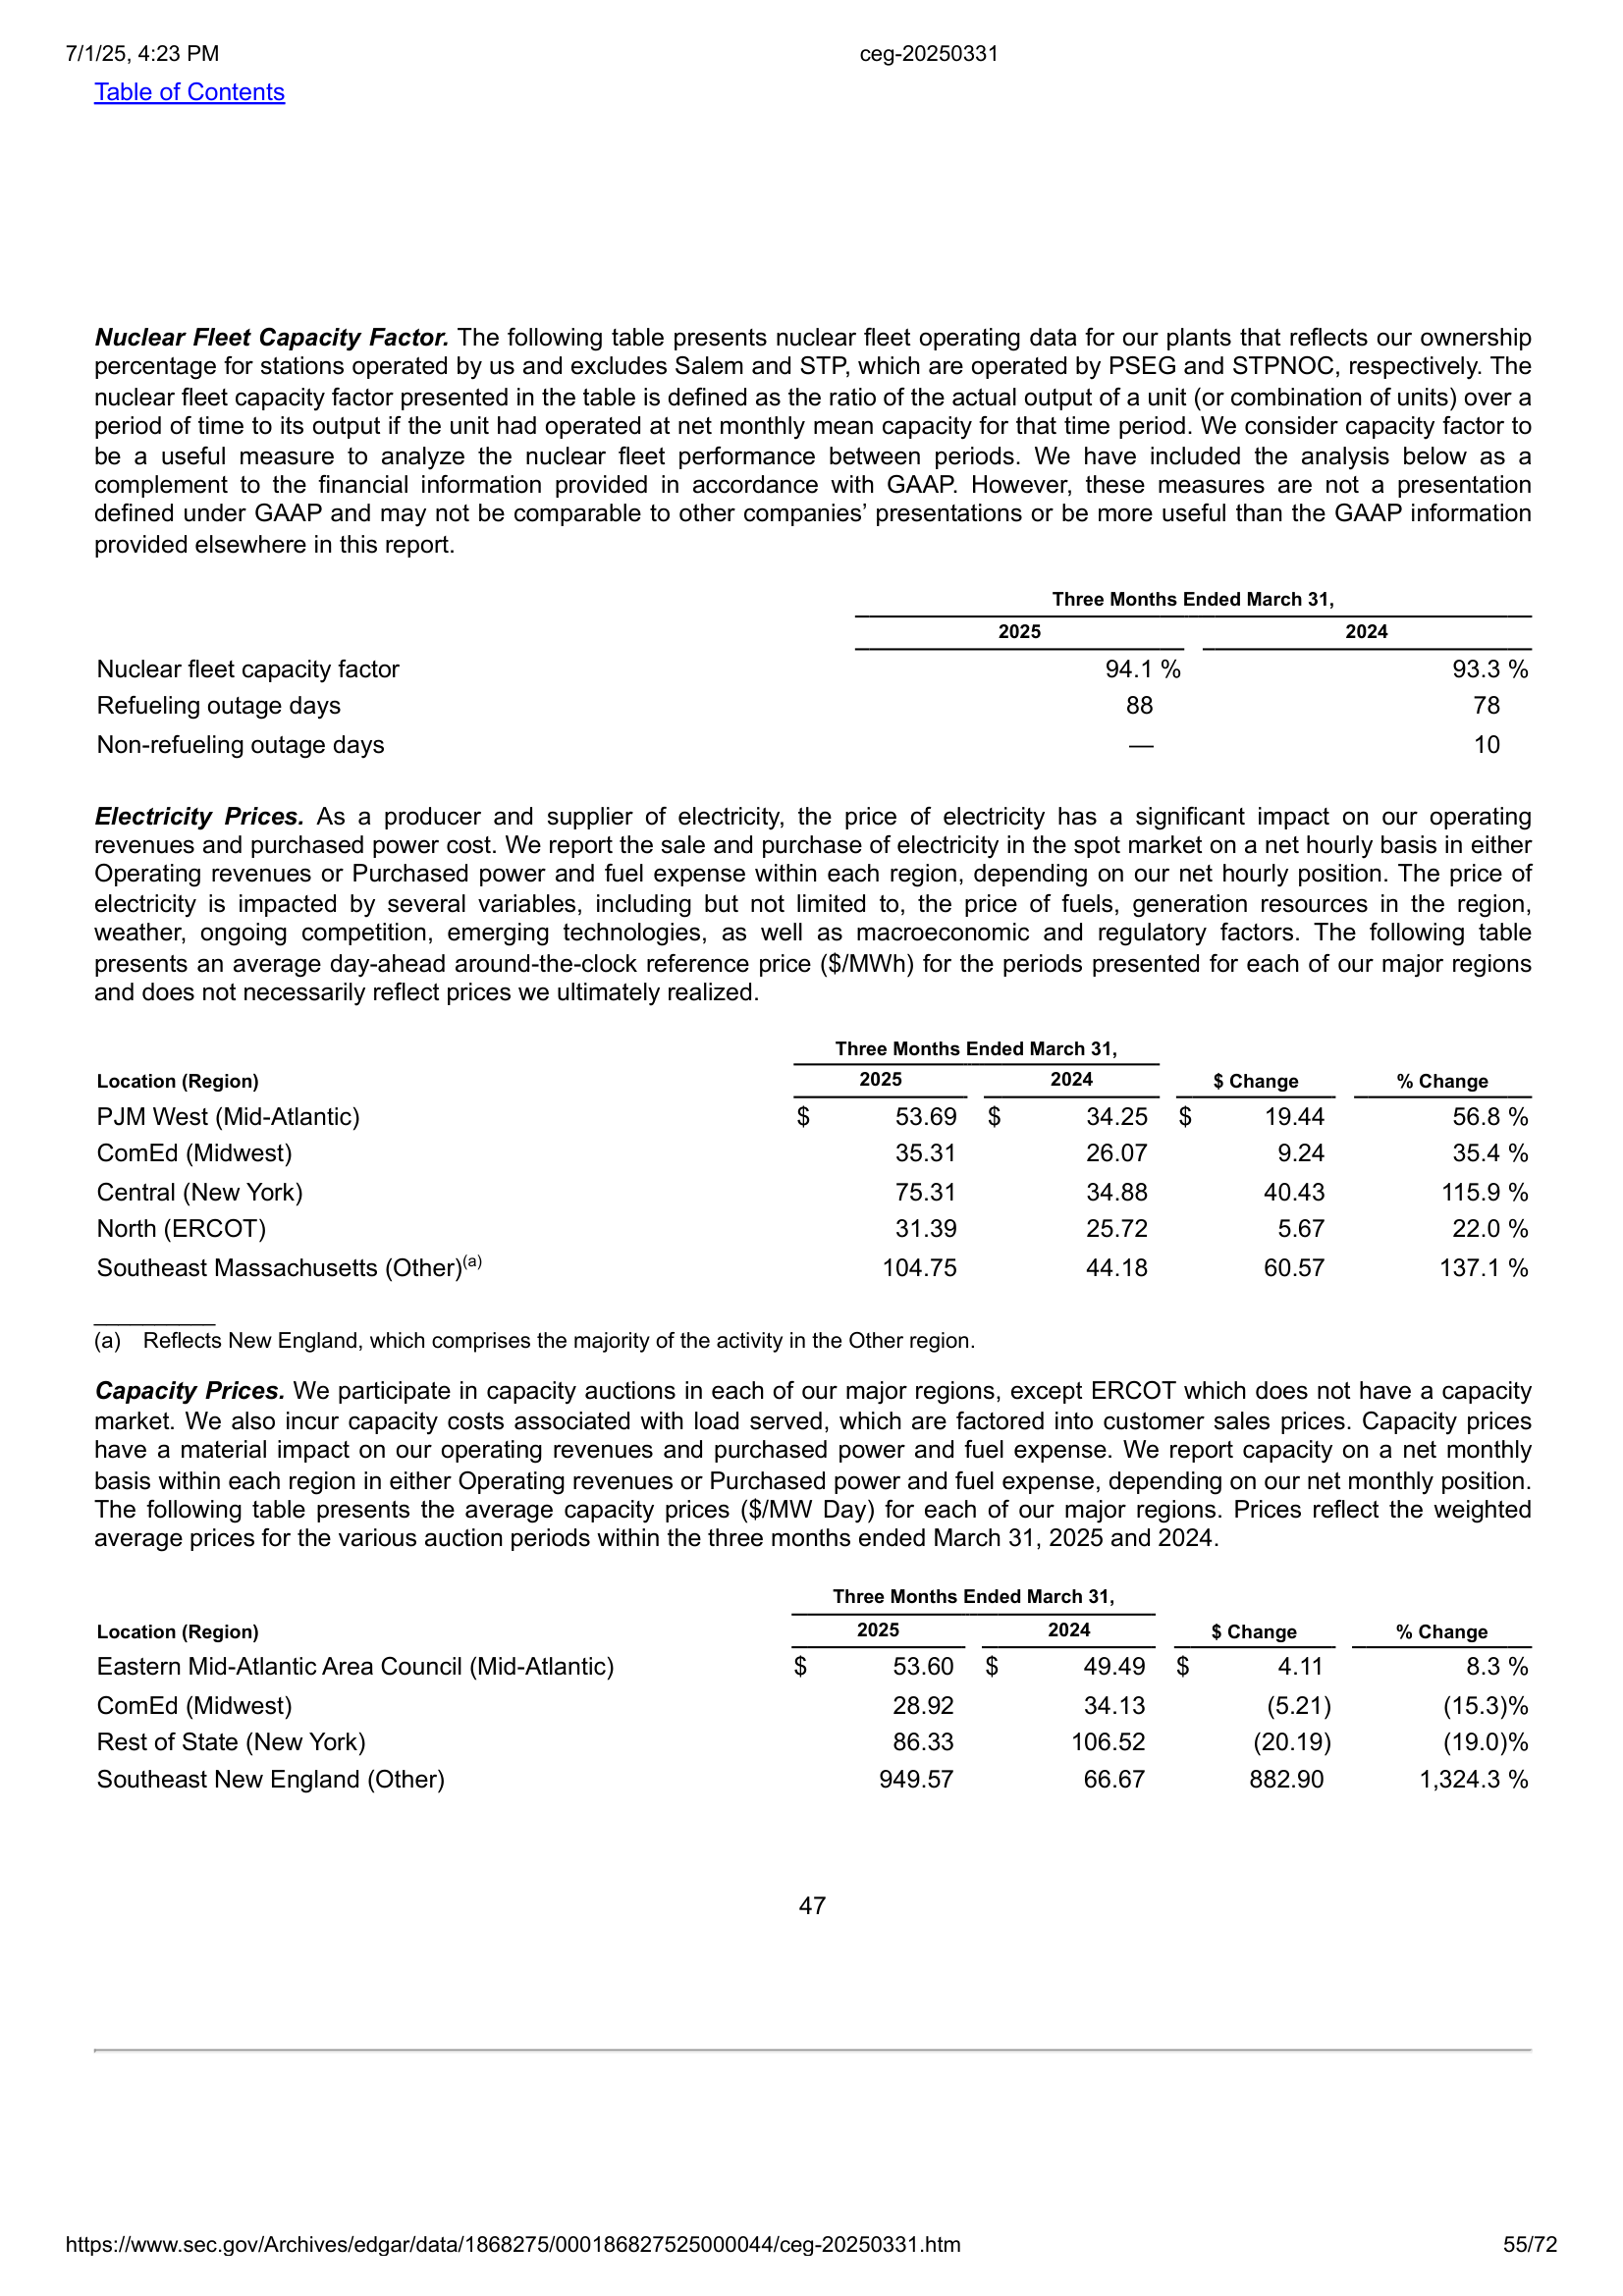 7/1/25, 4:23 PM ceg-20250331
Table of Contents
Nuclear Fleet Capacity Factor. The following table presents nuclear fleet operating data for our plants that reflects our ownership
percentage for stations operated by us and excludes Salem and STP, which are operated by PSEG and STPNOC, respectively. The
nuclear fleet capacity factor presented in the table is defined as the ratio of the actual output of a unit (or combination of units) over a
period of time to its output if the unit had operated at net monthly mean capacity for that time period. We consider capacity factor to
be a useful measure to analyze the nuclear fleet performance between periods. We have included the analysis below as a
complement to the financial information provided in accordance with GAAP. However, these measures are not a presentation
defined under GAAP and may not be comparable to other companies’ presentations or be more useful than the GAAP information
provided elsewhere in this report.
Three Months Ended March 31,
2025 2024
Nuclear fleet capacity factor 94.1 % 93.3 %
Refueling outage days 88 78
Non-refueling outage days — 10
Electricity Prices. As a producer and supplier of electricity, the price of electricity has a significant impact on our operating
revenues and purchased power cost. We report the sale and purchase of electricity in the spot market on a net hourly basis in either
Operating revenues or Purchased power and fuel expense within each region, depending on our net hourly position. The price of
electricity is impacted by several variables, including but not limited to, the price of fuels, generation resources in the region,
weather, ongoing competition, emerging technologies, as well as macroeconomic and regulatory factors. The following table
presents an average day-ahead around-the-clock reference price ($/MWh) for the periods presented for each of our major regions
and does not necessarily reflect prices we ultimately realized.
Three Months Ended March 31,
Location (Region) 2025 2024 $ Change % Change
PJM West (Mid-Atlantic) $ 53.69 $ 34.25 $ 19.44 56.8 %
ComEd (Midwest) 35.31 26.07 9.24 35.4 %
Central (New York) 75.31 34.88 40.43 115.9 %
North (ERCOT) 31.39 25.72 5.67 22.0 %
Southeast Massachusetts (Other)(a) 104.75 44.18 60.57 137.1 %
(a) Reflects New England, which comprises the majority of the activity in the Other region.
Capacity Prices. We participate in capacity auctions in each of our major regions, except ERCOT which does not have a capacity
market. We also incur capacity costs associated with load served, which are factored into customer sales prices. Capacity prices
have a material impact on our operating revenues and purchased power and fuel expense. We report capacity on a net monthly
basis within each region in either Operating revenues or Purchased power and fuel expense, depending on our net monthly position.
The following table presents the average capacity prices ($/MW Day) for each of our major regions. Prices reflect the weighted
average prices for the various auction periods within the three months ended March 31, 2025 and 2024.
Three Months Ended March 31,
Location (Region) 2025 2024 $ Change % Change
Eastern Mid-Atlantic Area Council (Mid-Atlantic) $ 53.60 $ 49.49 $ 4.11 8.3 %
ComEd (Midwest) 28.92 34.13 (5.21) (15.3)%
Rest of State (New York) 86.33 106.52 (20.19) (19.0)%
Southeast New England (Other) 949.57 66.67 882.90 1,324.3 %
47
https://www.sec.gov/Archives/edgar/data/1868275/000186827525000044/ceg-20250331.htm 55/72